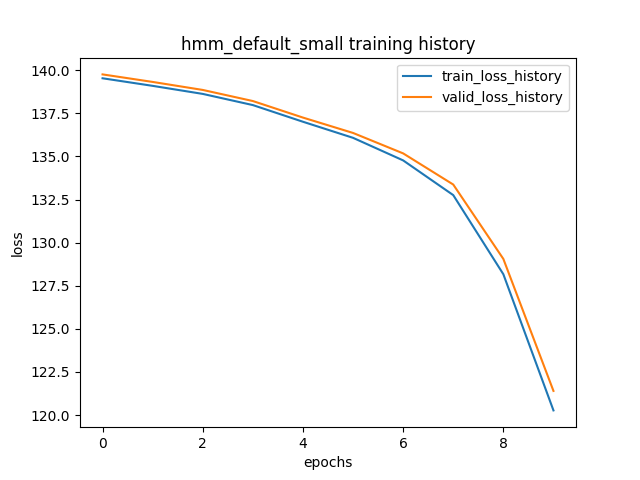 hmm_default_small training history
train_loss_history
valid_loss_history
140.0
137.5
135.0
132.5
130.0
127.5
125.0
122.5
120.0
loss
0 2 4 6 8
epochs